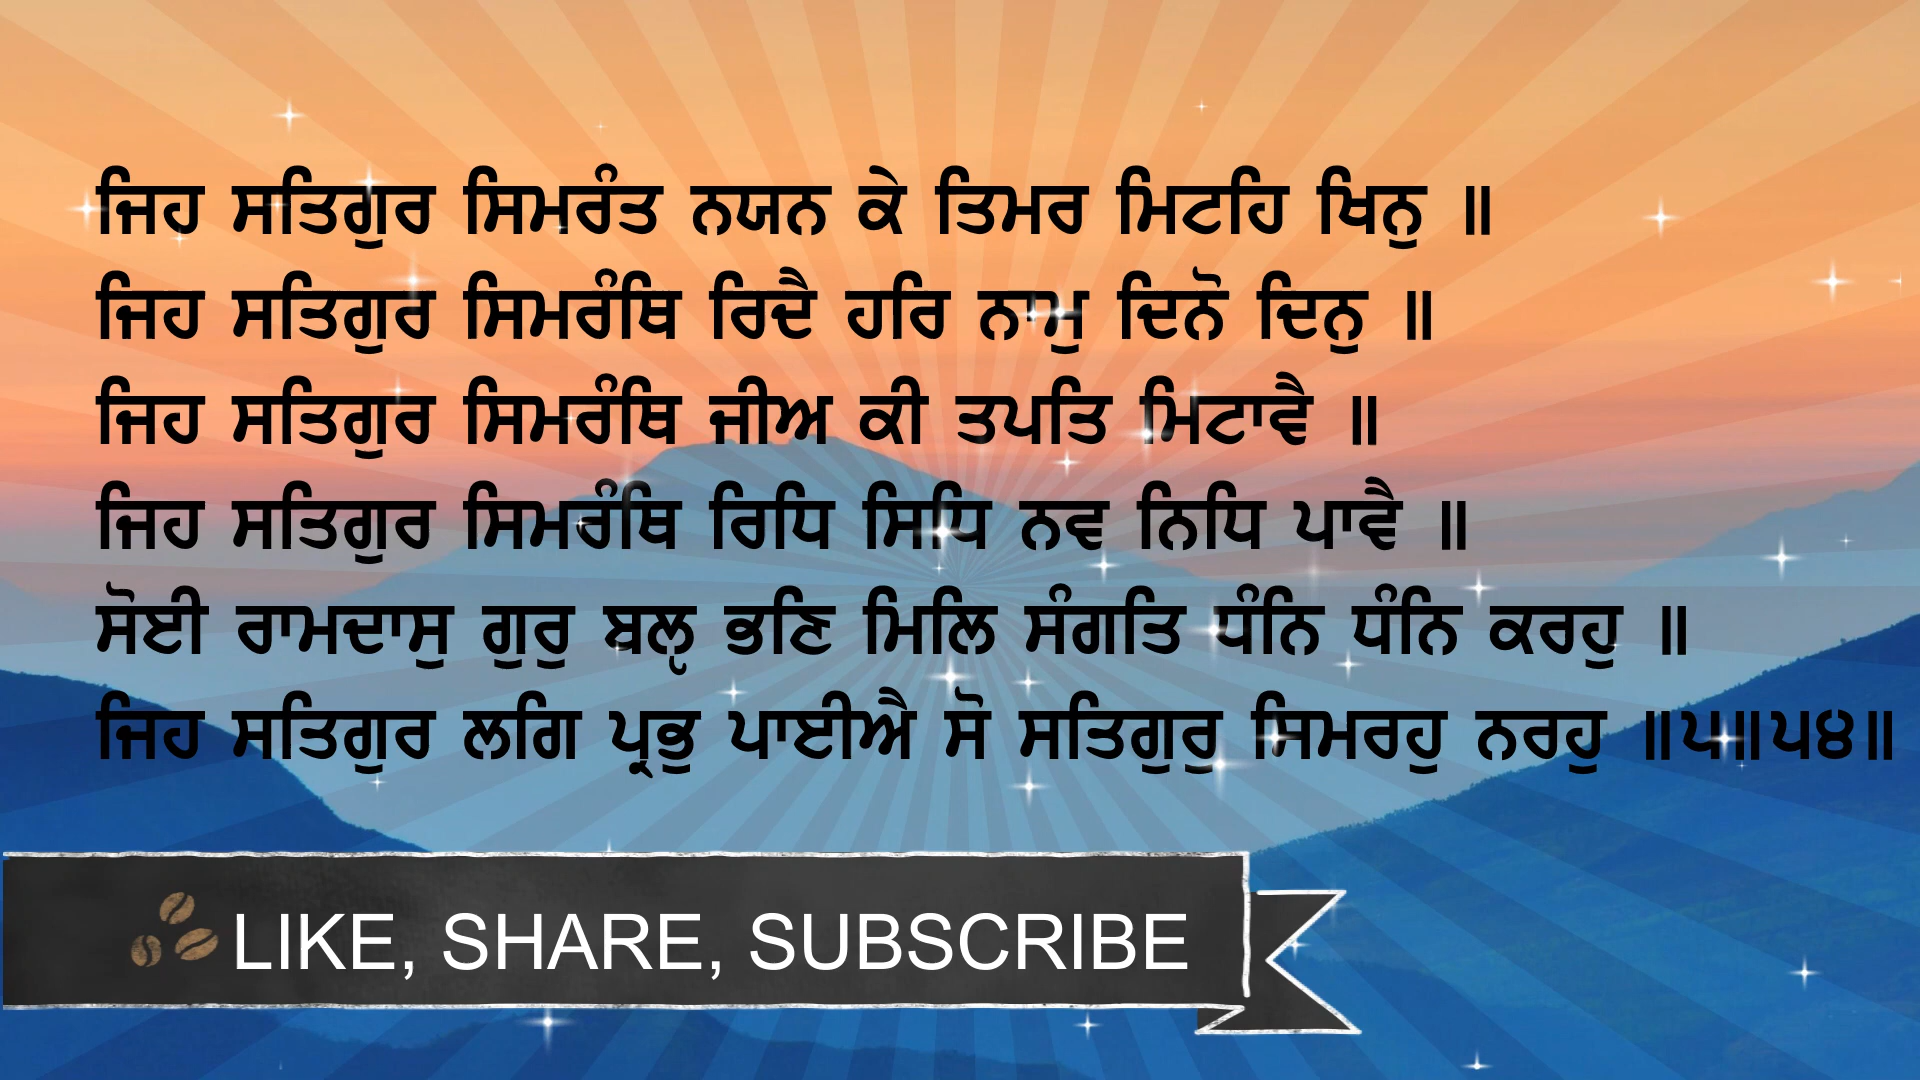 ਜਿਹ ਸਤਿਗੁਰ ਸਿਮਰੰਤ ਨਯਨ ਕੇ ਤਿਮਰ ਮਿਟਹਿ ਖਿਨੁ ॥
ਜਿਹ ਸਤਿਗੁਰ ਸਿਮਰੰਥਿ ਰਿਦੈ ਹਰਿ ਨਾਮੁ ਦਿਨੋ ਦਿਨੁ ॥
ਜਿਹ ਸਤਿਗੁਰ ਸਿਮਰੰਥਿ ਜੀਅ ਕੀ ਤਪਤਿ ਮਿਟਾਵੈ ॥
ਜਿਹ ਸਤਿਗੁਰ ਸਿਮਰੰਥਿ ਰਿਧਿ ਸਿਧਿ ਨਵ ਨਿਧਿ ਪਾਵੈ ॥
ਸੋਈ ਰਾਮਦਾਸੁ ਗੁਰੁ ਬਲੵ ਭਣਿ ਮਿਲਿ ਸੰਗਤਿ ਧੰਨਿ ਧੰਨਿ ਕਰਹੁ ॥
ਜਿਹ ਸਤਿਗੁਰ ਲਗਿ ਪ੍ਰਭੁ ਪਾਈਐ ਸੋ ਸਤਿਗੁਰੁ ਸਿਮਰਹੁ ਨਰਹੁ ॥੫॥੫੪॥
LIKE, SHARE, SUBSCRIBE